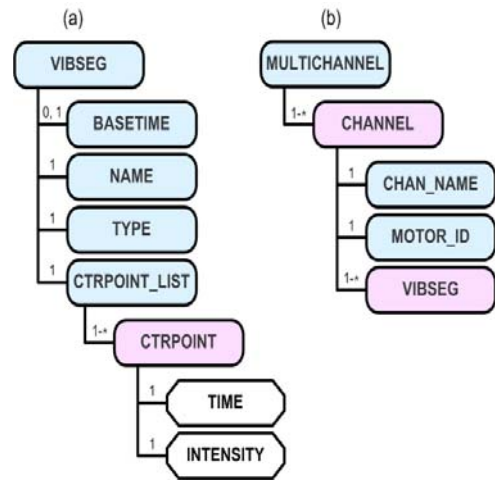 (a)
VIBSEG
0, 1
BASETIME
1
NAME
1
TYPE
1
CTRPOINT_LIST
1-*
CTRPOINT
1
TIME
1
INTENSITY
(b)
MULTICHANNEL
1-*
CHANNEL
1
CHAN_NAME
1
MOTOR_ID
1-*
VIBSEG